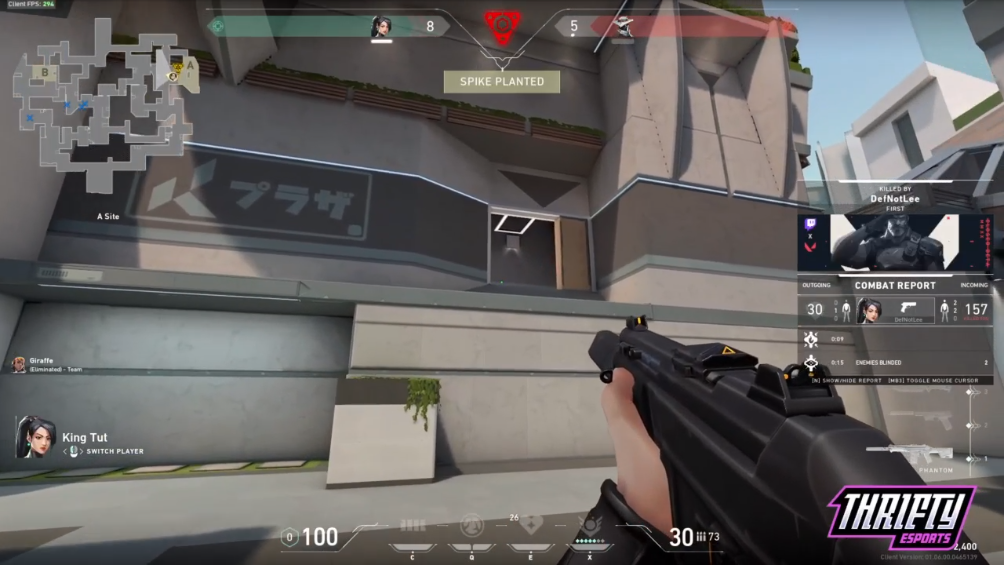 Client FPS: 294
8
5
SPIKE PLANTED
B
A
A Site
プラザ
KILLED BY
DefNotLee
FIRST
OUTGOING
COMBAT REPORT
INCOMING
30
DefNotLee
157
0:09
0:15
ENEMIES BLINDED
2
[N] SHOW/HIDE REPORT [MB5] TOGGLE MOUSE CURSOR
Giraffe
(Eliminated) - Team
King Tut
SWITCH PLAYER
PHANTOM
0
100
26
30
73
C
Q
E
X
THRIFTY
ESPORTS
2,400